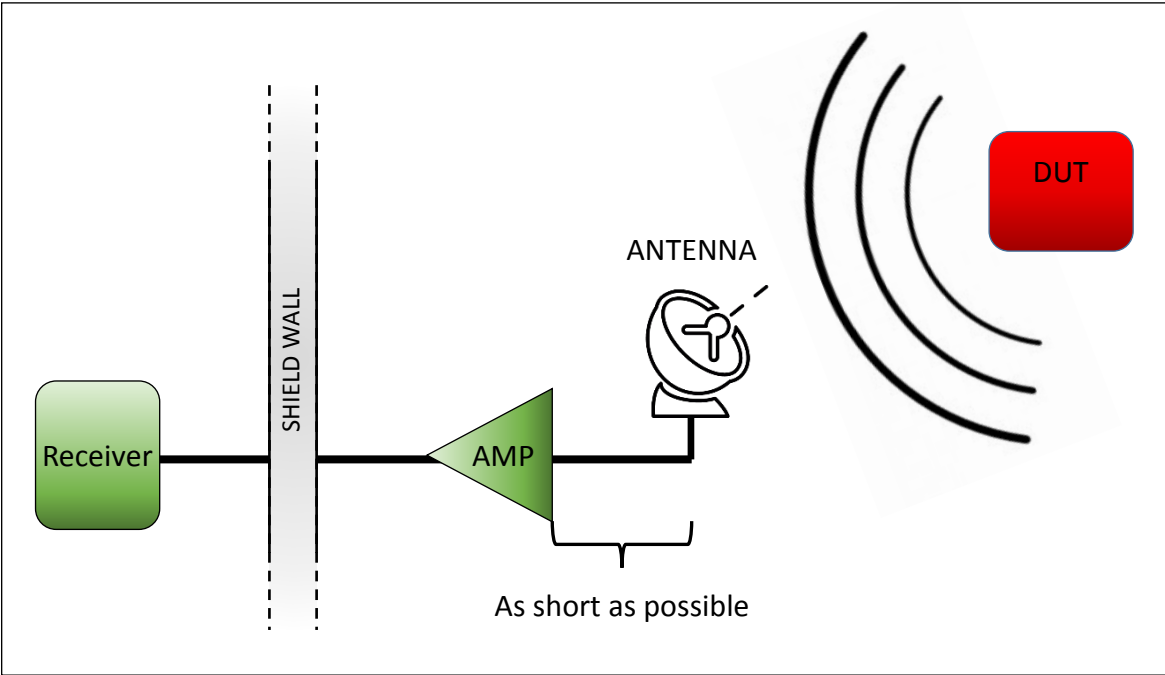 DUT
ANTENNA
SHIELD WALL
Receiver
AMP
As short as possible